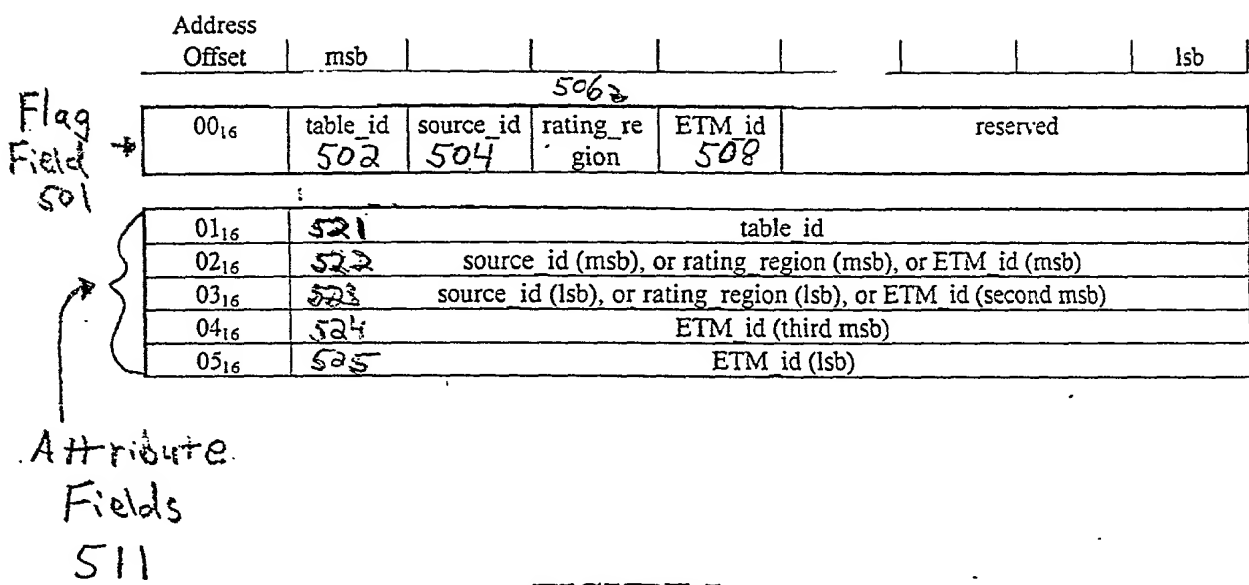 Address
Offset msb lsb
506
Flag
Field
501
00₁₆ table_id source_id rating_re ETM_id reserved
502 504 gion 508
01₁₆ 521 table_id
02₁₆ 522 source_id (msb), or rating_region (msb), or ETM_id (msb)
03₁₆ 523 source_id (lsb), or rating_region (lsb), or ETM_id (second msb)
04₁₆ 524 ETM_id (third msb)
05₁₆ 525 ETM_id (lsb)
Attribute
Fields
511